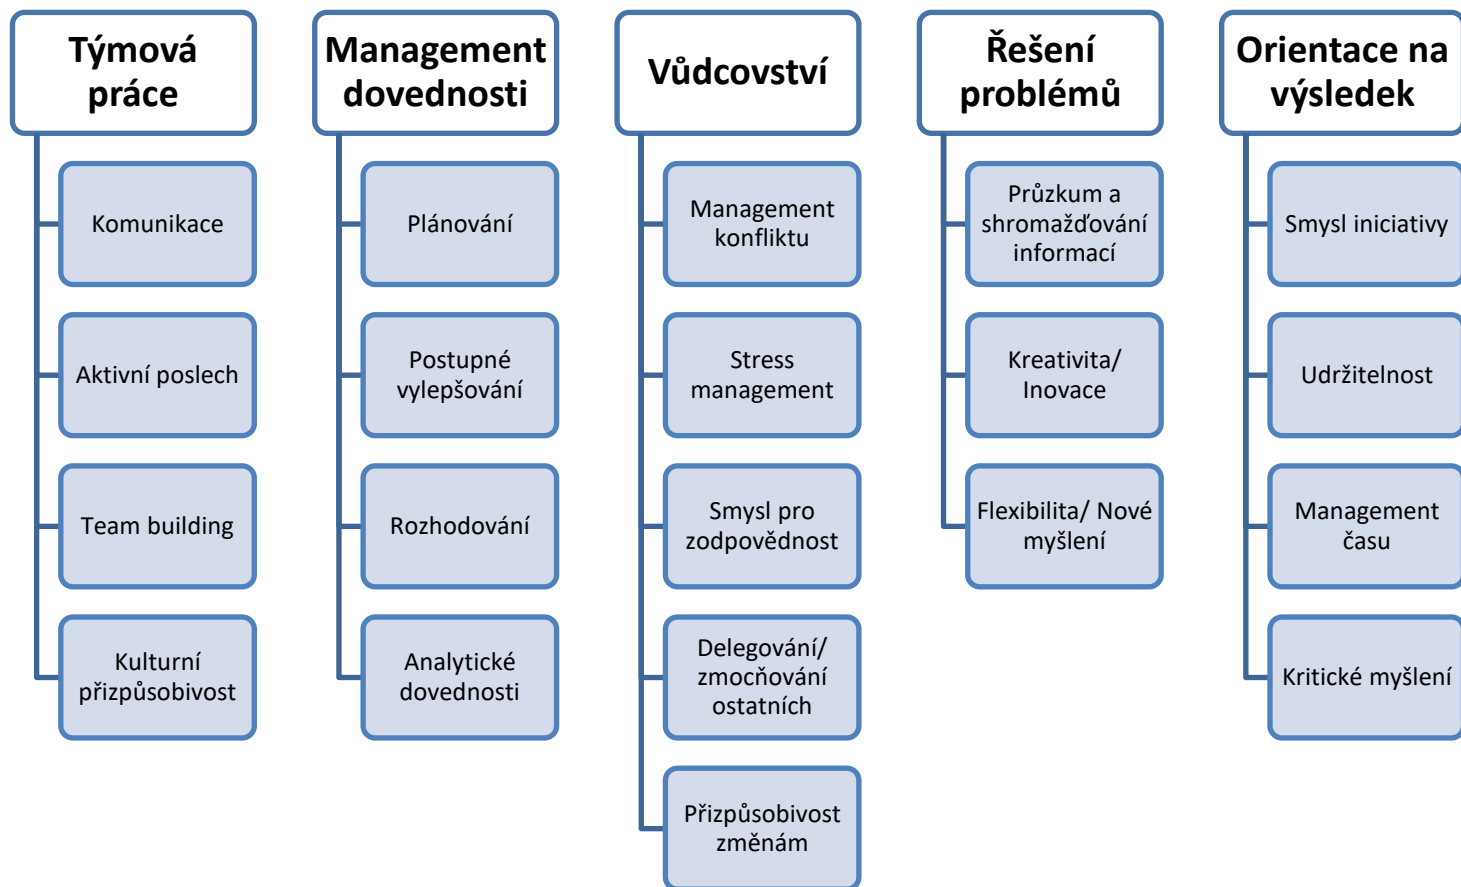 Týmová
práce
Komunikace
Aktivní poslech
Team building
Kulturní
přizpůsobivost
Management
dovednosti
Plánování
Postupné
vylepšování
Rozhodování
Analytické
dovednosti
Vůdcovství
Management
konfliktu
Stress
management
Smysl pro
zodpovědnost
Delegování/
zmocňování
ostatních
Přizpůsobivost
změnám
Řešení
problémů
Průzkum a
shromažďování
informací
Kreativita/
Inovace
Flexibilita/ Nové
myšlení
Orientace na
výsledek
Smysl iniciativy
Udržitelnost
Management
času
Kritické myšlení